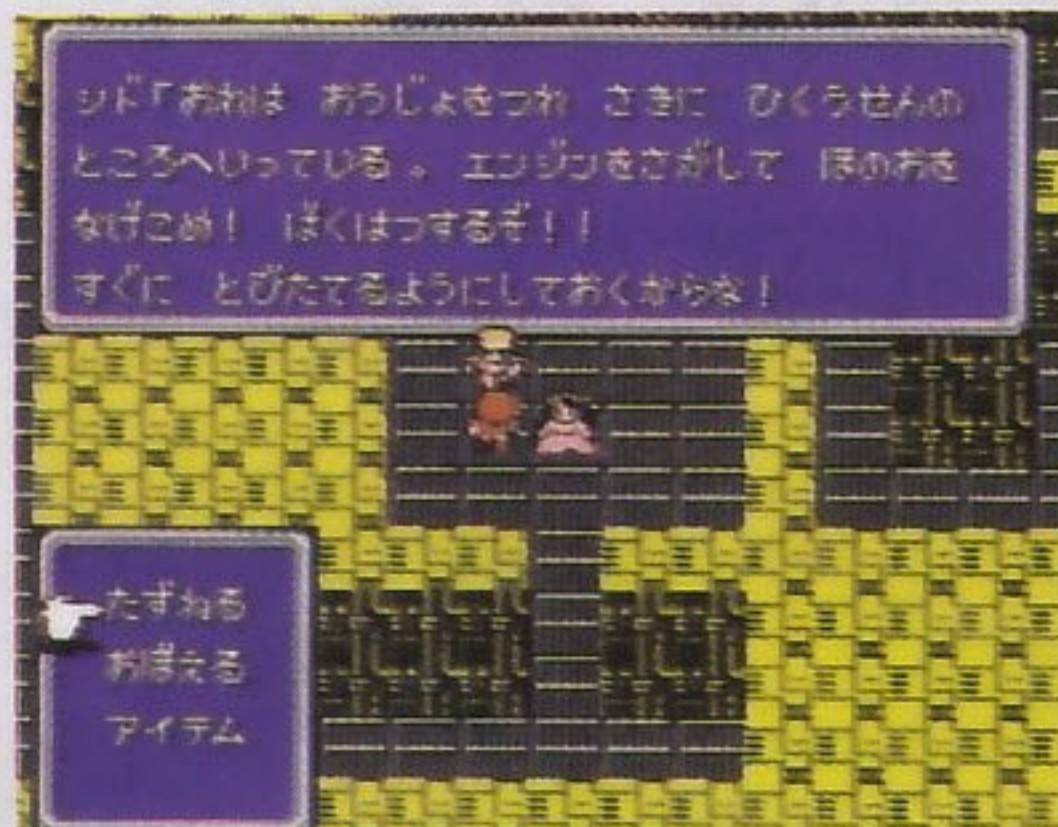 シド「おれは　おうじょをつれ　さきに　ひくうせんの
ところへいっている。エンジンをさがして　ほのおを
なげこめ！　ばくはつするぞ！！
すぐに　とびたてるようにしておくからな！
たずねる
おぼえる
アイテム